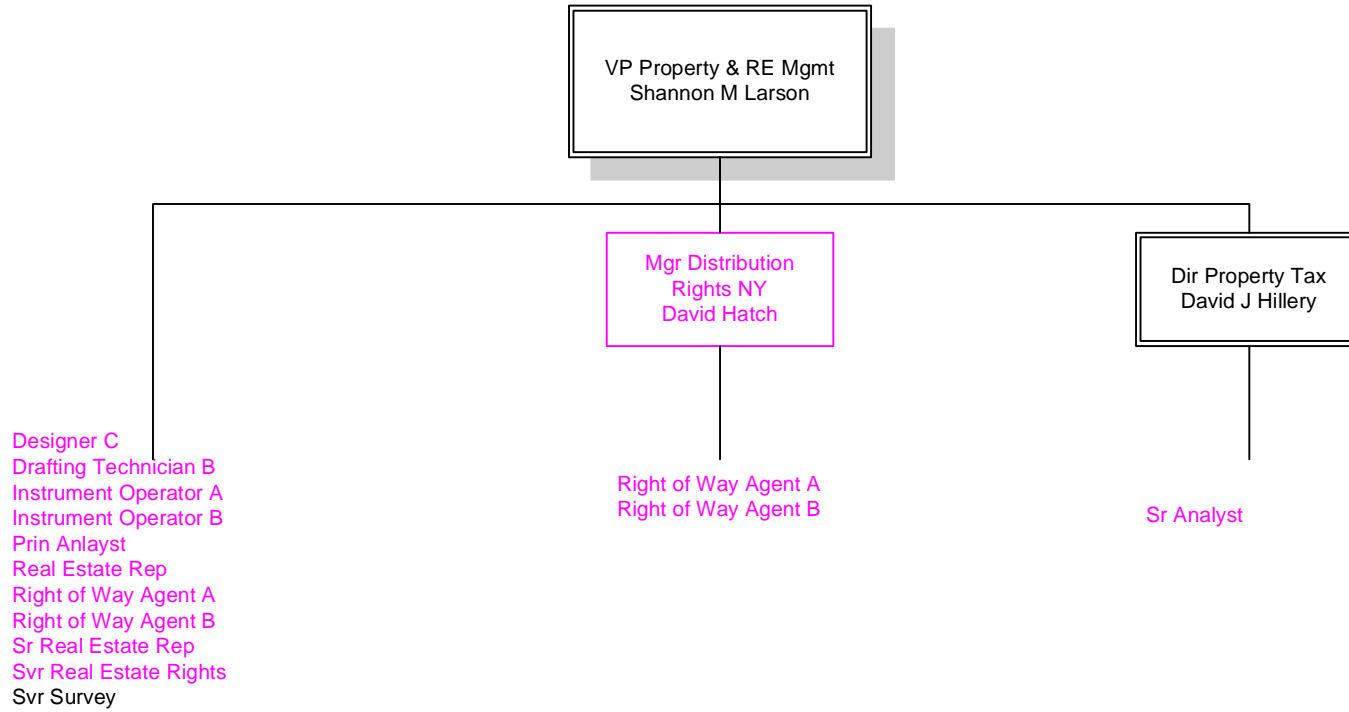 VP Property & RE Mgmt
Shannon M Larson
Mgr Distribution
Rights NY
David Hatch
Dir Property Tax
David J Hillery
Designer C
Drafting Technician B
Instrument Operator A
Instrument Operator B
Prin Anlayst
Real Estate Rep
Right of Way Agent A
Right of Way Agent B
Sr Real Estate Rep
Svr Real Estate Rights
Svr Survey
Right of Way Agent A
Right of Way Agent B
Sr Analyst